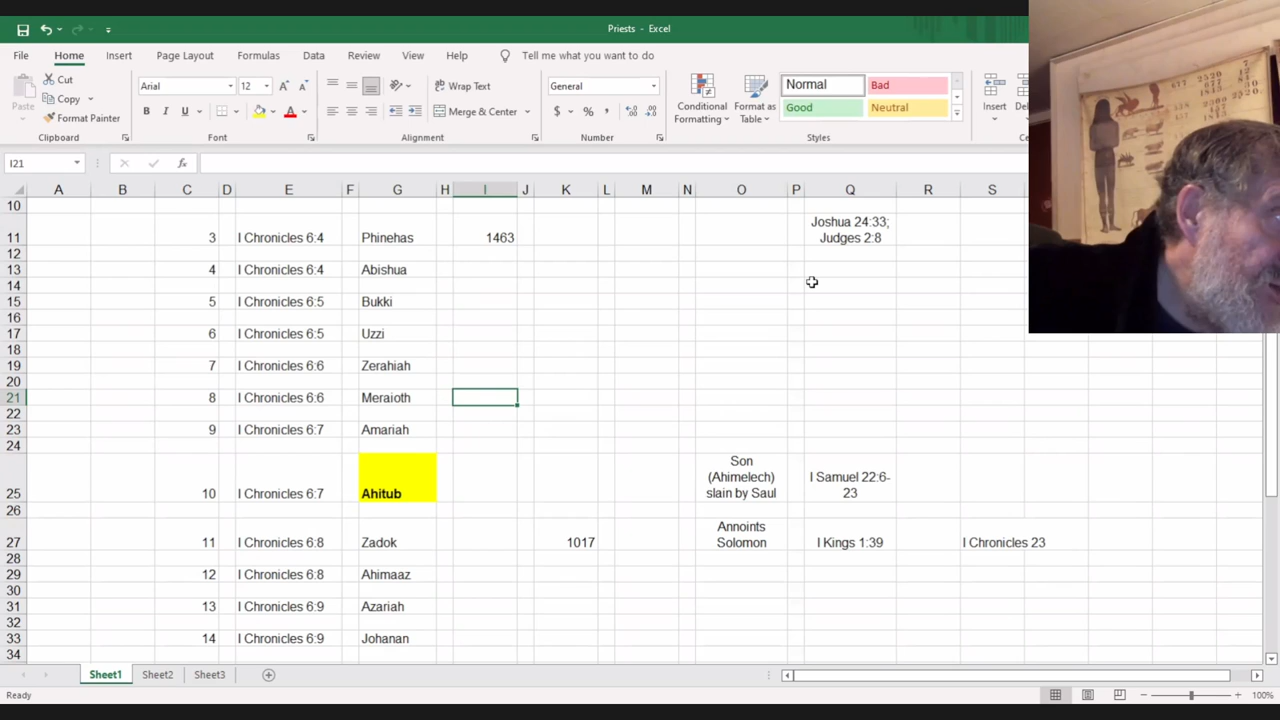 Priests - Excel
File Home Insert Page Layout Formulas Data Review View Help Tell me what you want to do
Cut
Copy
Format Painter
Paste
Clipboard
Arial 12
B I U
Font
Wrap Text
Merge & Center
Alignment
General
$ % ,
Number
Conditional Formatting
Format as Table
Normal Bad
Good Neutral
Styles
Insert
I21 fx
A B C D E F G H I J K L M N O P Q R S
10
11 3 I Chronicles 6:4 Phinehas 1463 Joshua 24:33; Judges 2:8
12
13 4 I Chronicles 6:4 Abishua
14
15 5 I Chronicles 6:5 Bukki
16
17 6 I Chronicles 6:5 Uzzi
18
19 7 I Chronicles 6:6 Zerahiah
20
21 8 I Chronicles 6:6 Meraioth
22
23 9 I Chronicles 6:7 Amariah
24
25 10 I Chronicles 6:7 Ahitub Son (Ahimelech) slain by Saul I Samuel 22:6-23
26
27 11 I Chronicles 6:8 Zadok 1017 Annoints Solomon I Kings 1:39 I Chronicles 23
28
29 12 I Chronicles 6:8 Ahimaaz
30
31 13 I Chronicles 6:9 Azariah
32
33 14 I Chronicles 6:9 Johanan
34
Sheet1 Sheet2 Sheet3
Ready 100%